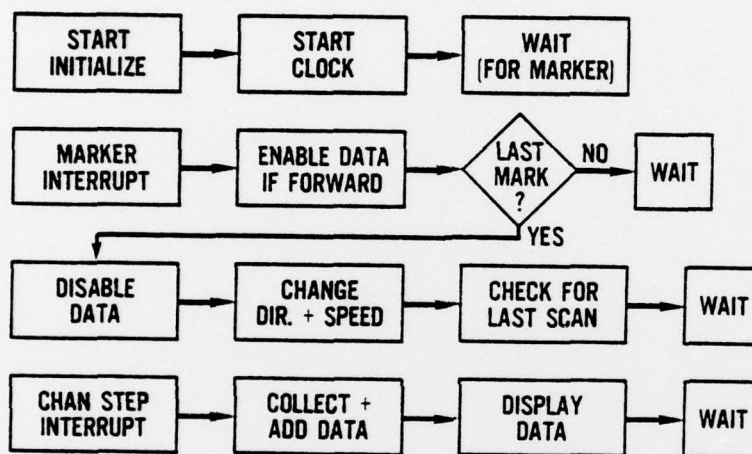 START
INITIALIZE
START
CLOCK
WAIT
(FOR MARKER)
MARKER
INTERRUPT
ENABLE DATA
IF FORWARD
LAST
MARK
?
NO
WAIT
YES
DISABLE
DATA
CHANGE
DIR. + SPEED
CHECK FOR
LAST SCAN
WAIT
CHAN STEP
INTERRUPT
COLLECT +
ADD DATA
DISPLAY
DATA
WAIT